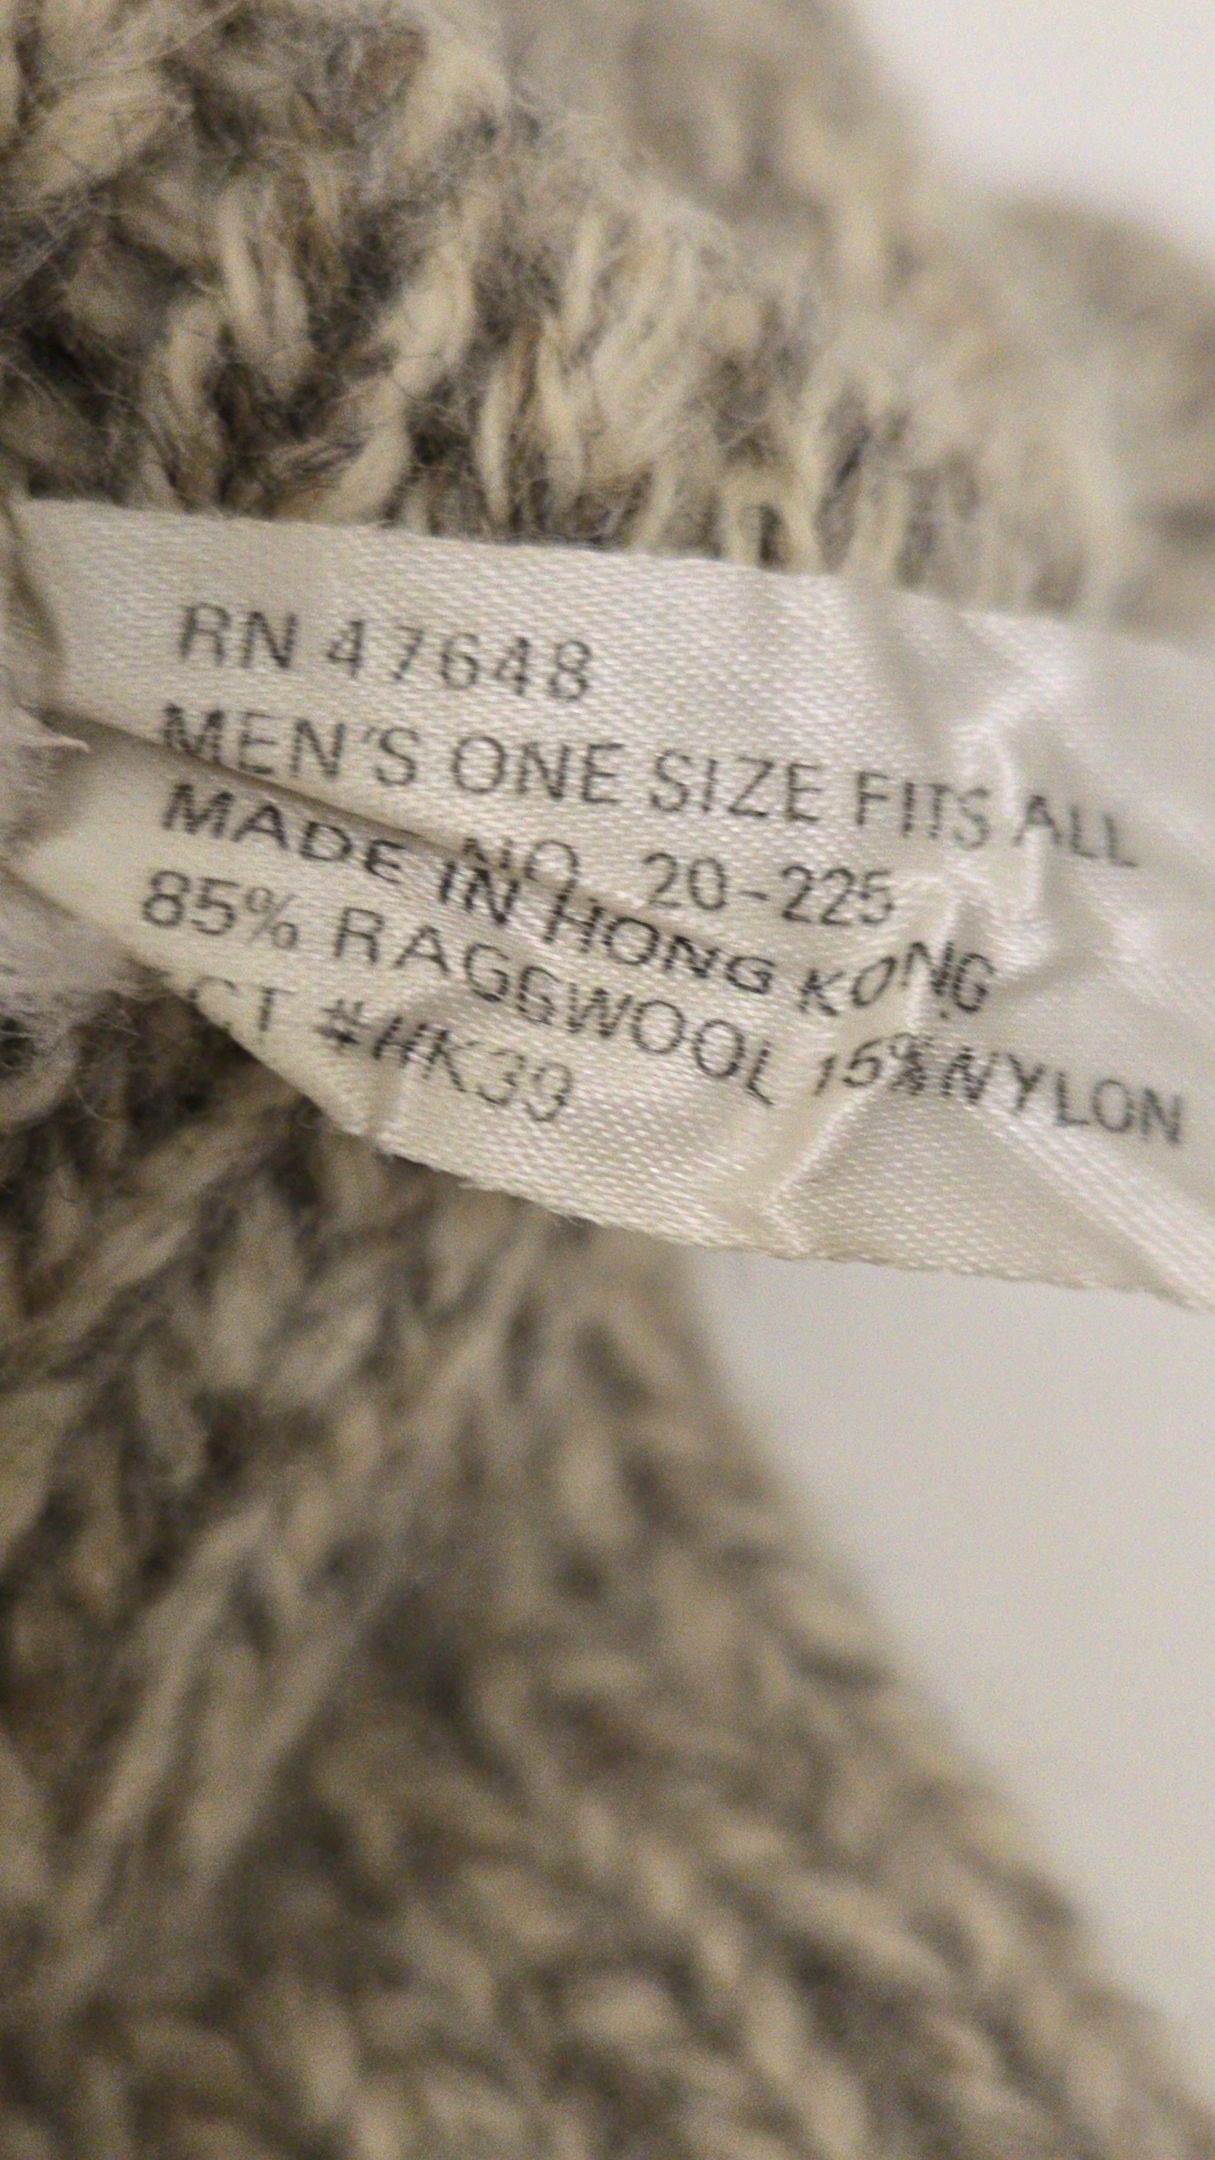 RN 47648
MEN'S ONE SIZE FITS ALL
NO 20-225
MADE IN HONG KONG
85% RAGGWOOL 15% NYLON
CT #HK39